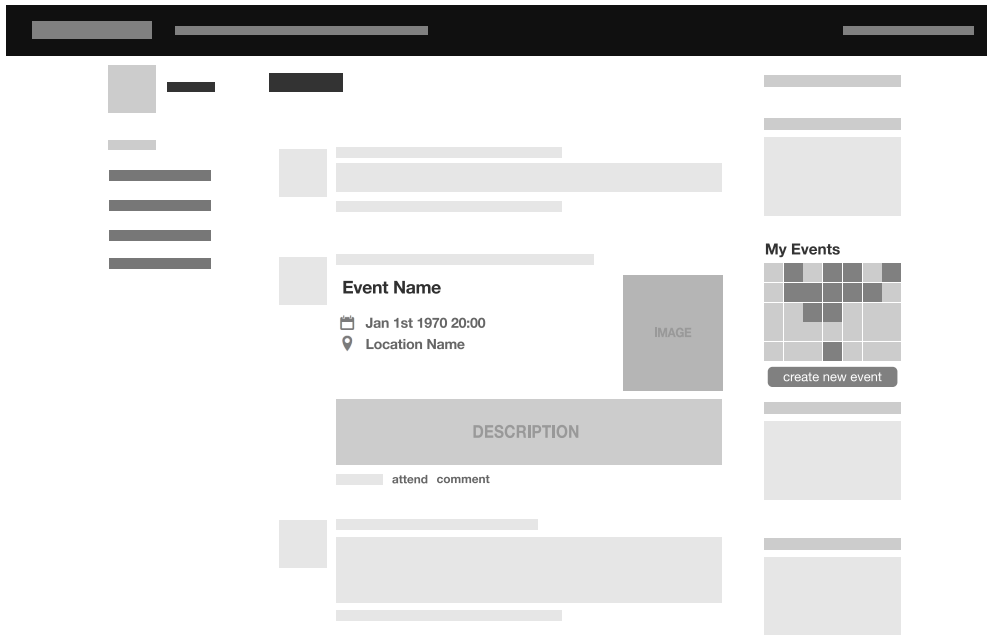 My Events
Event Name
Jan 1st 1970 20:00
Location Name
IMAGE
create new event
DESCRIPTION
attend comment